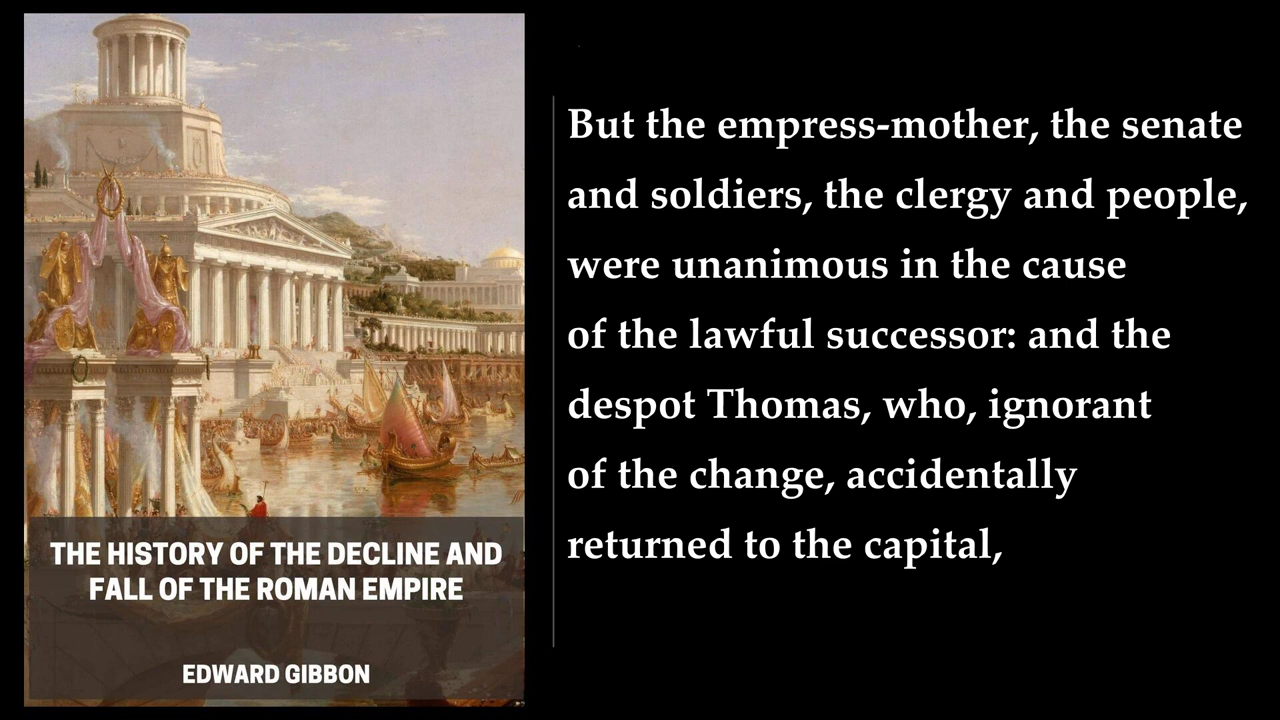 THE HISTORY OF THE DECLINE AND
FALL OF THE ROMAN EMPIRE
EDWARD GIBBON
But the empress-mother, the senate
and soldiers, the clergy and people,
were unanimous in the cause
of the lawful successor: and the
despot Thomas, who, ignorant
of the change, accidentally
returned to the capital,